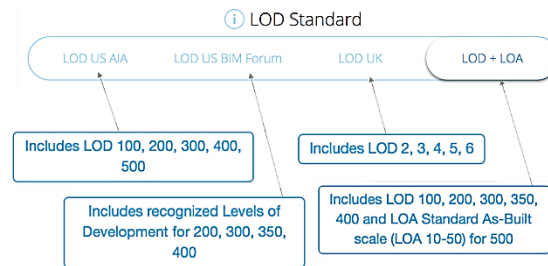 i LOD Standard
LOD US AIA
LOD US BIM Forum
LOD UK
LOD + LOA
Includes LOD 100, 200, 300, 400,
500
Includes LOD 2, 3, 4, 5, 6
Includes recognized Levels of
Development for 200, 300, 350,
400
Includes LOD 100, 200, 300, 350,
400 and LOA Standard As-Built
scale (LOA 10-50) for 500